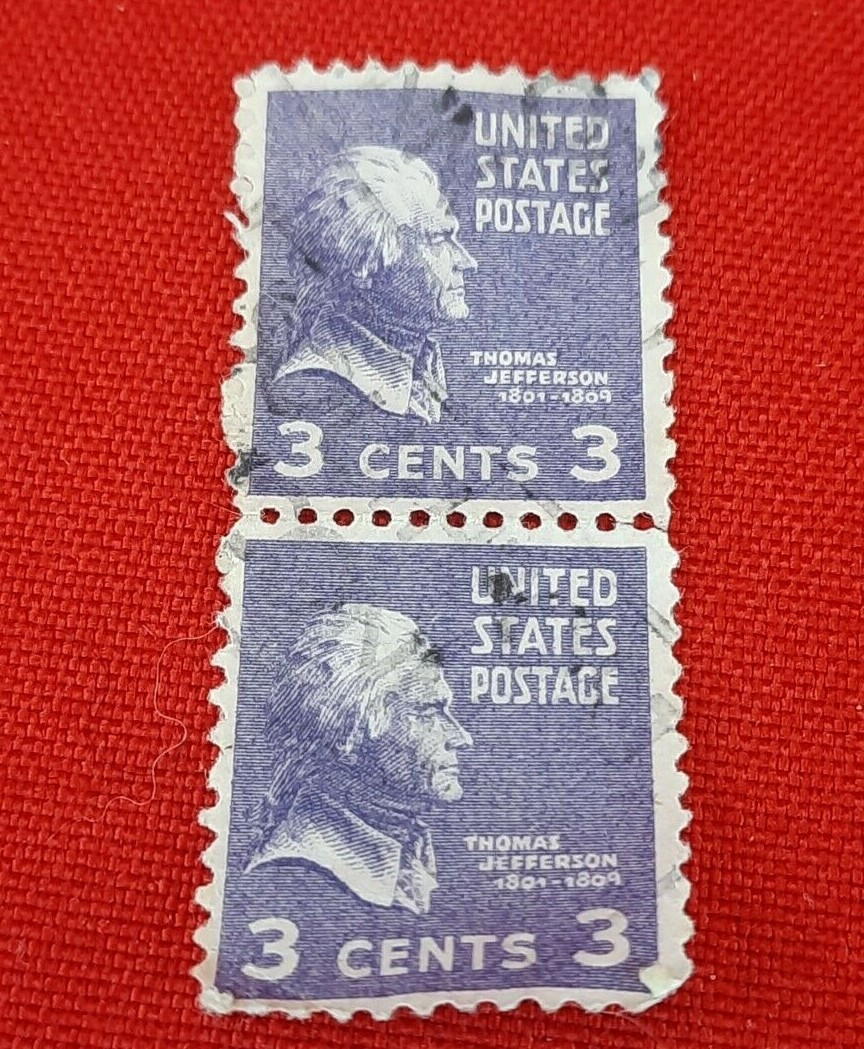 UNITED
STATES
POSTAGE
THOMAS
JEFFERSON
1801-1809
3 CENTS 3
UNITED
STATES
POSTAGE
THOMAS
JEFFERSON
1801-1809
3 CENTS 3